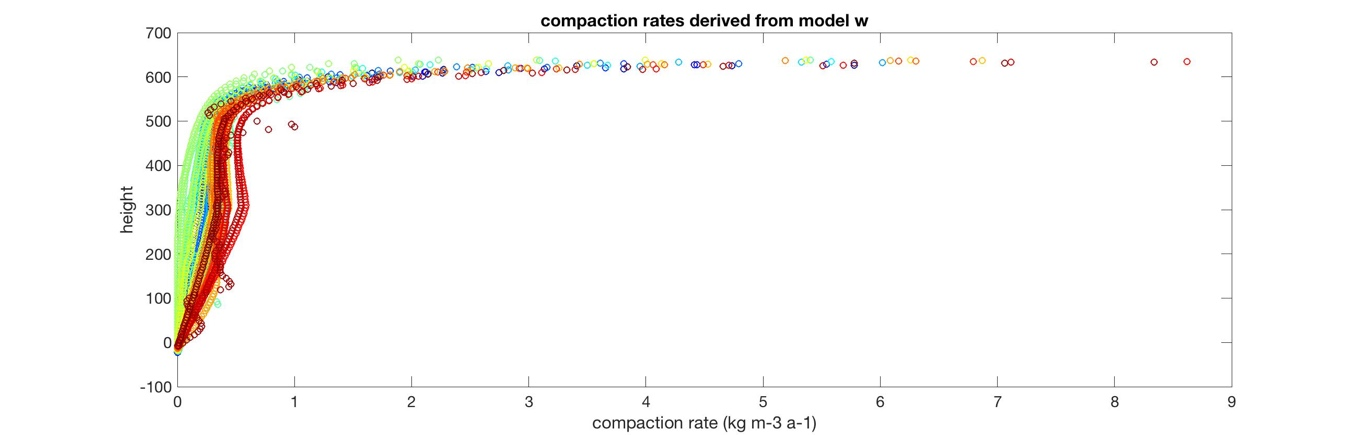 compaction rates derived from model w
700
600
500
400
300
200
100
0
-100
height
0 1 2 3 4 5 6 7 8 9
compaction rate (kg m-3 a-1)